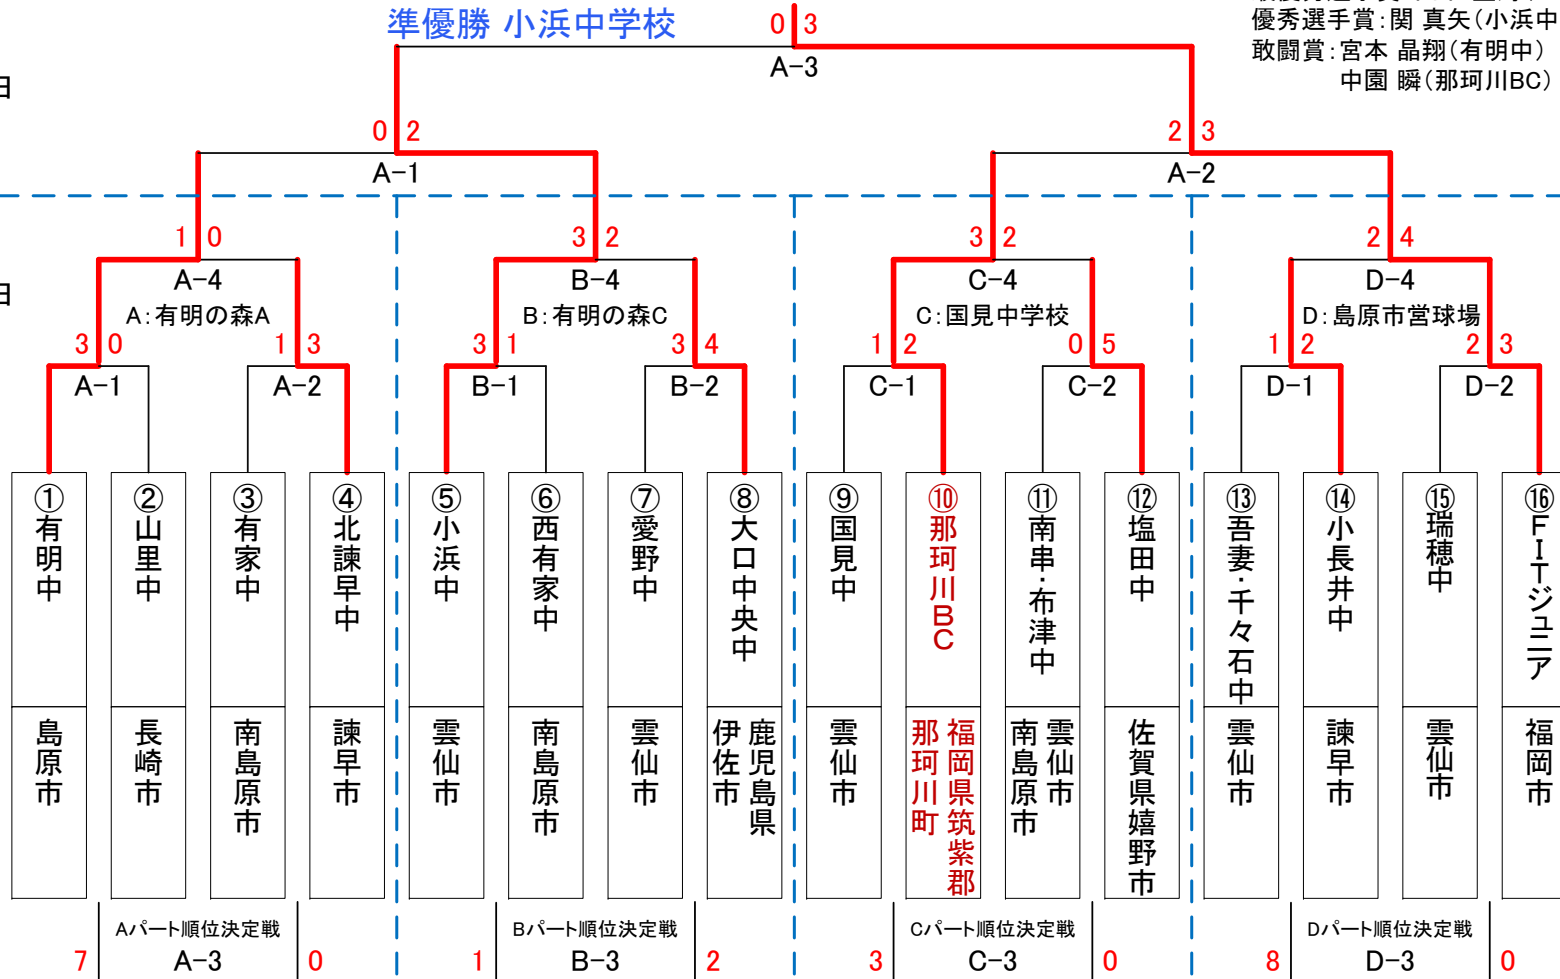 準優勝 小浜中学校
0 3
A-3
優秀選手賞：関 真矢（小浜中
敢闘賞：宮本 晶翔（有明中）
中園 瞬（那珂川BC）
日
0 2
A-1
2 3
A-2
1 0
A-4
3 2
B-4
3 2
C-4
2 4
D-4
日
A：有明の森A
B：有明の森C
C：国見中学校
D：島原市営球場
3 0
A-1
1 3
A-2
3 1
B-1
3 4
B-2
1 2
C-1
0 5
C-2
1 2
D-1
2 3
D-2
①有明中
②山里中
③有家中
④北諫早中
⑤小浜中
⑥西有家中
⑦愛野中
⑧大口中央中
⑨国見中
⑩那珂川BC
⑪南串・布津中
⑫塩田中
⑬吾妻・千々石中
⑭小長井中
⑮瑞穂中
⑯FITジュニア
島原市
長崎市
南島原市
諫早市
雲仙市
南島原市
雲仙市
鹿児島県
伊佐市
雲仙市
福岡県筑紫郡
那珂川町
雲仙市
南島原市
佐賀県嬉野市
雲仙市
諫早市
雲仙市
福岡市
Aパート順位決定戦
7 A-3 0
Bパート順位決定戦
1 B-3 2
Cパート順位決定戦
3 C-3 0
Dパート順位決定戦
8 D-3 0